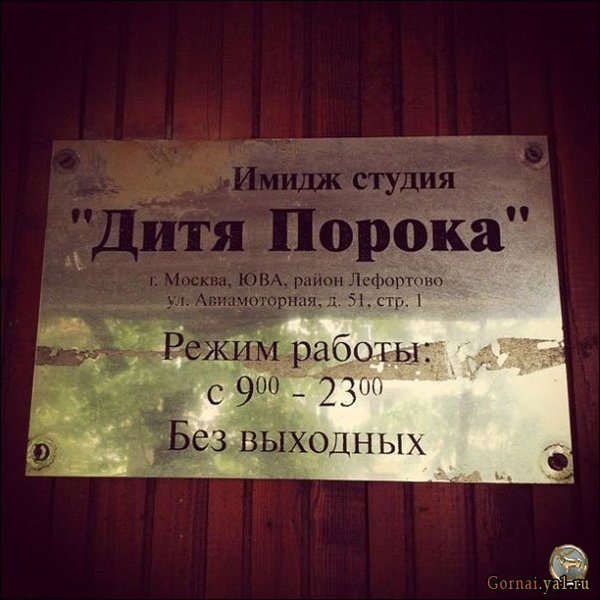 Имидж студия
"Дитя Порока"
г. Москва, ЮВА, район Лефортово
ул. Авиамоторная, д. 51, стр. 1
Режим работы:
с 9⁰⁰ - 23⁰⁰
Без выходных
Gornai.ya1.ru